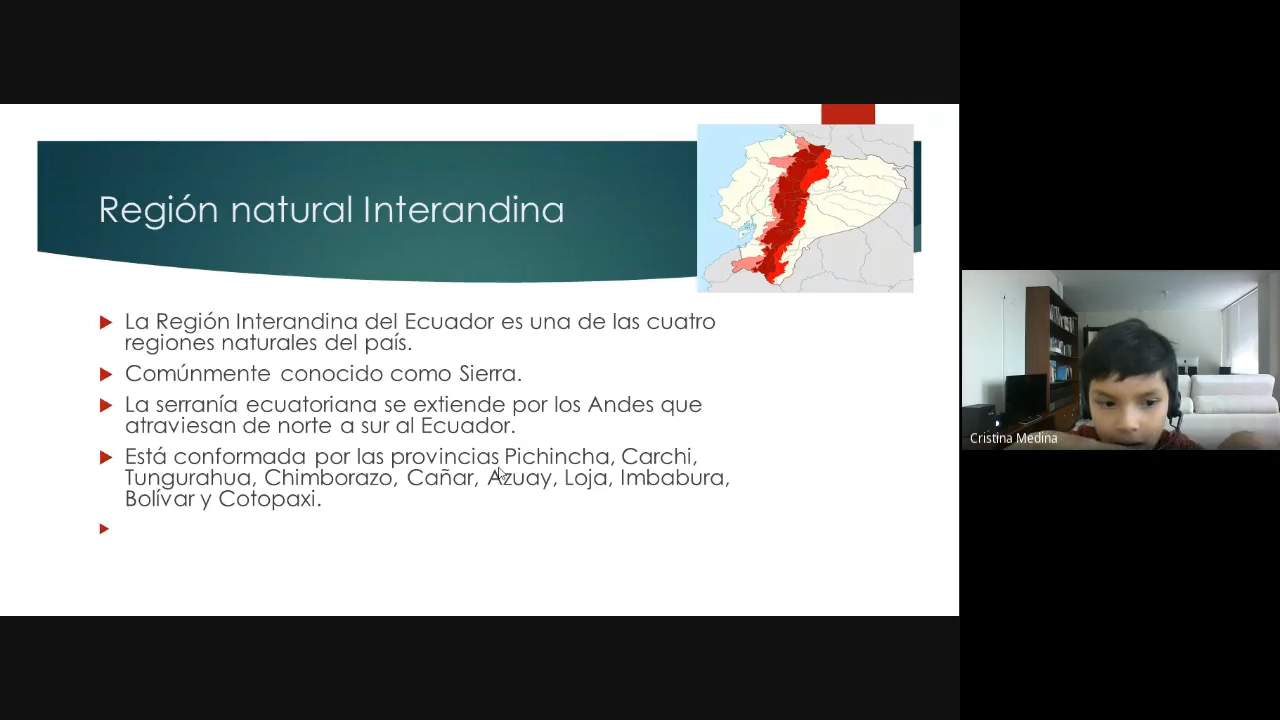 Región natural Interandina
La Región Interandina del Ecuador es una de las cuatro
regiones naturales del país.
Comúnmente conocido como Sierra.
La serranía ecuatoriana se extiende por los Andes que
atraviesan de norte a sur al Ecuador.
Está conformada por las provincias Pichincha, Carchi,
Tungurahua, Chimborazo, Cañar, Azuay, Loja, Imbabura,
Bolívar y Cotopaxi.
Cristina Medina